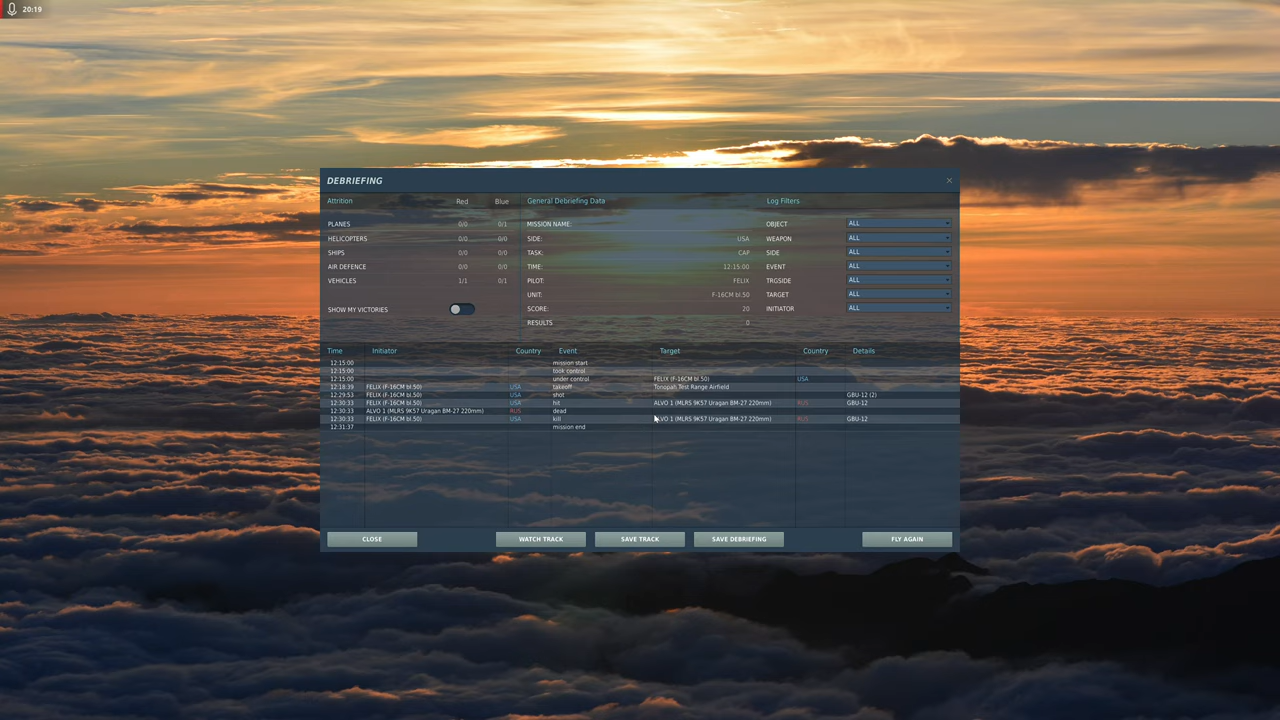 20:19
DEBRIEFING
Attrition Red Blue General Debriefing Data Log Filters
PLANES 0/0 0/1 MISSION NAME: OBJECT ALL
HELICOPTERS 0/0 0/0 SIDE: USA WEAPON ALL
SHIPS 0/0 0/0 TASK: CAP SIDE ALL
AIR DEFENCE 0/0 0/0 TIME: 12:15:00 EVENT ALL
VEHICLES 1/1 0/1 PILOT: FELIX TRGSIDE ALL
UNIT: F-16CM bl.50 TARGET ALL
SHOW MY VICTORIES SCORE: 20 INITIATOR ALL
RESULTS 0
Time Initiator Country Event Target Country Details
12:15:00 mission start
12:15:00 took control
12:15:00 under control FELIX (F-16CM bl.50) USA
12:18:39 FELIX (F-16CM bl.50) USA takeoff Tonopah Test Range Airfield
12:29:53 FELIX (F-16CM bl.50) USA shot GBU-12 (2)
12:30:33 FELIX (F-16CM bl.50) USA hit ALVO 1 (MLRS 9K57 Uragan BM-27 220mm) RUS GBU-12
12:30:33 ALVO 1 (MLRS 9K57 Uragan BM-27 220mm) RUS dead
12:30:33 FELIX (F-16CM bl.50) USA kill ALVO 1 (MLRS 9K57 Uragan BM-27 220mm) RUS GBU-12
12:31:37 mission end
CLOSE WATCH TRACK SAVE TRACK SAVE DEBRIEFING FLY AGAIN